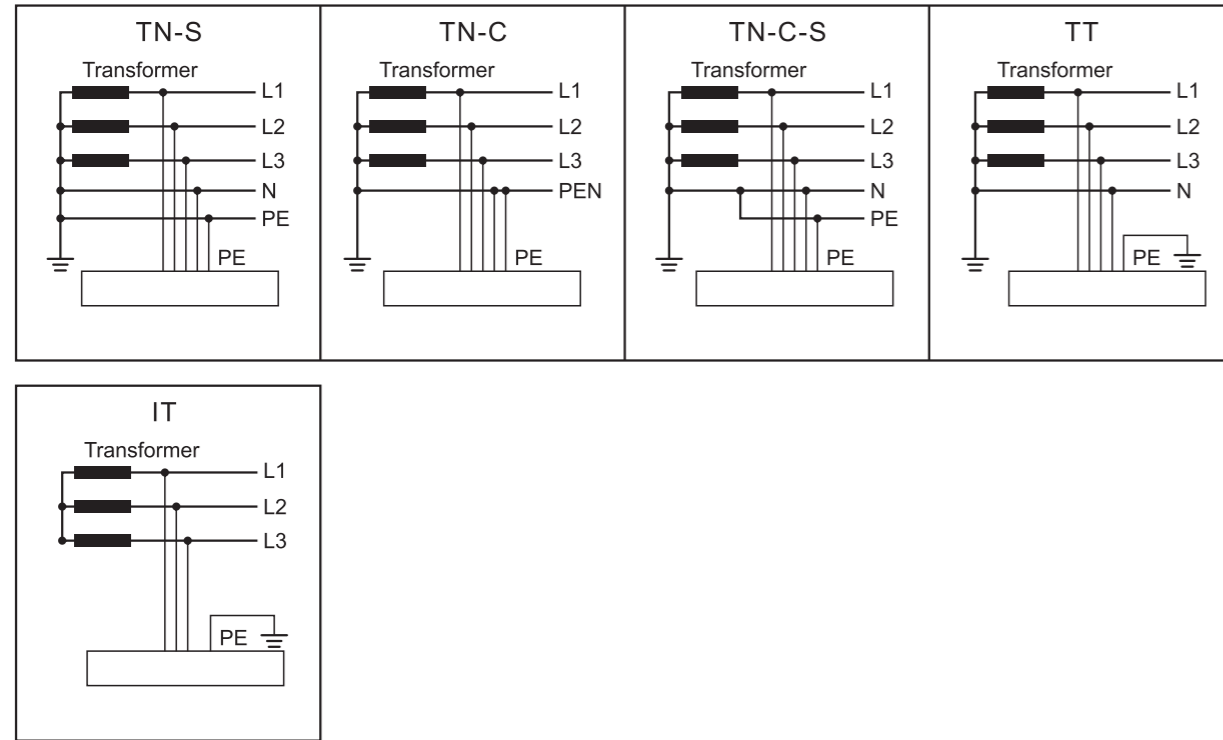 TN-S
Transformer
L1
L2
L3
N
PE
PE
TN-C
Transformer
L1
L2
L3
PEN
PE
TN-C-S
Transformer
L1
L2
L3
N
PE
PE
TT
Transformer
L1
L2
L3
N
PE
IT
Transformer
L1
L2
L3
PE